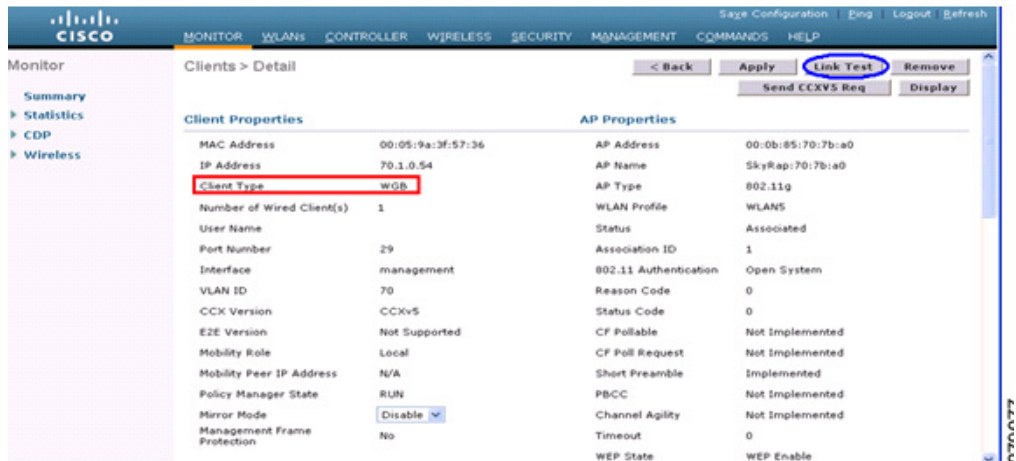 Save Configuration | Ping | Logout | Refresh
CISCO
MONITOR WLANs CONTROLLER WIRELESS SECURITY MANAGEMENT COMMANDS HELP
Monitor
Summary
Statistics
CDP
Wireless
Clients > Detail
< Back Apply Link Test Remove
Send CCXV5 Req Display
Client Properties
MAC Address 00:05:9a:3f:57:36
IP Address 70.1.0.54
Client Type WGB
Number of Wired Client(s) 1
User Name
Port Number 29
Interface management
VLAN ID 70
CCX Version CCXv5
E2E Version Not Supported
Mobility Role Local
Mobility Peer IP Address N/A
Policy Manager State RUN
Mirror Mode Disable
Management Frame
Protection No
AP Properties
AP Address 00:0b:85:70:7b:a0
AP Name SkyRap:70:7b:a0
AP Type 802.11g
WLAN Profile WLAN5
Status Associated
Association ID 1
802.11 Authentication Open System
Reason Code 0
Status Code 0
CF Pollable Not Implemented
CF Poll Request Not Implemented
Short Preamble Implemented
PBCC Not Implemented
Channel Agility Not Implemented
Timeout 0
WEP State WEP Enable